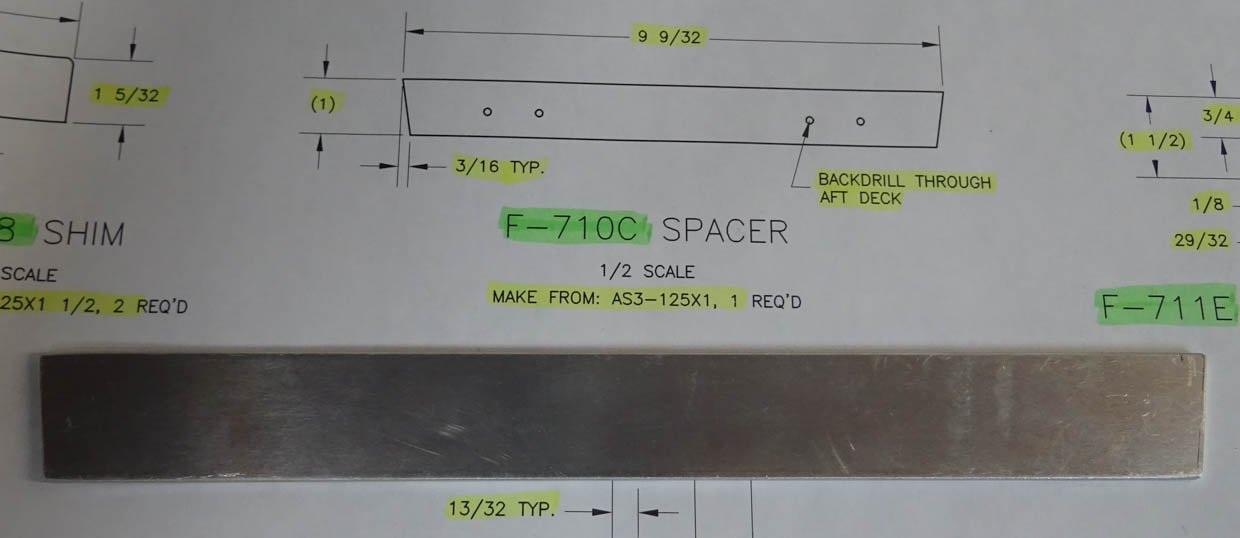 9 9/32
1 5/32
(1)
3/4
(1 1/2)
3/16 TYP.
BACKDRILL THROUGH
AFT DECK
1/8
29/32
8 SHIM
F-710C SPACER
SCALE
1/2 SCALE
25X1 1/2, 2 REQ'D
MAKE FROM: AS3-125X1, 1 REQ'D
F-711E
13/32 TYP.